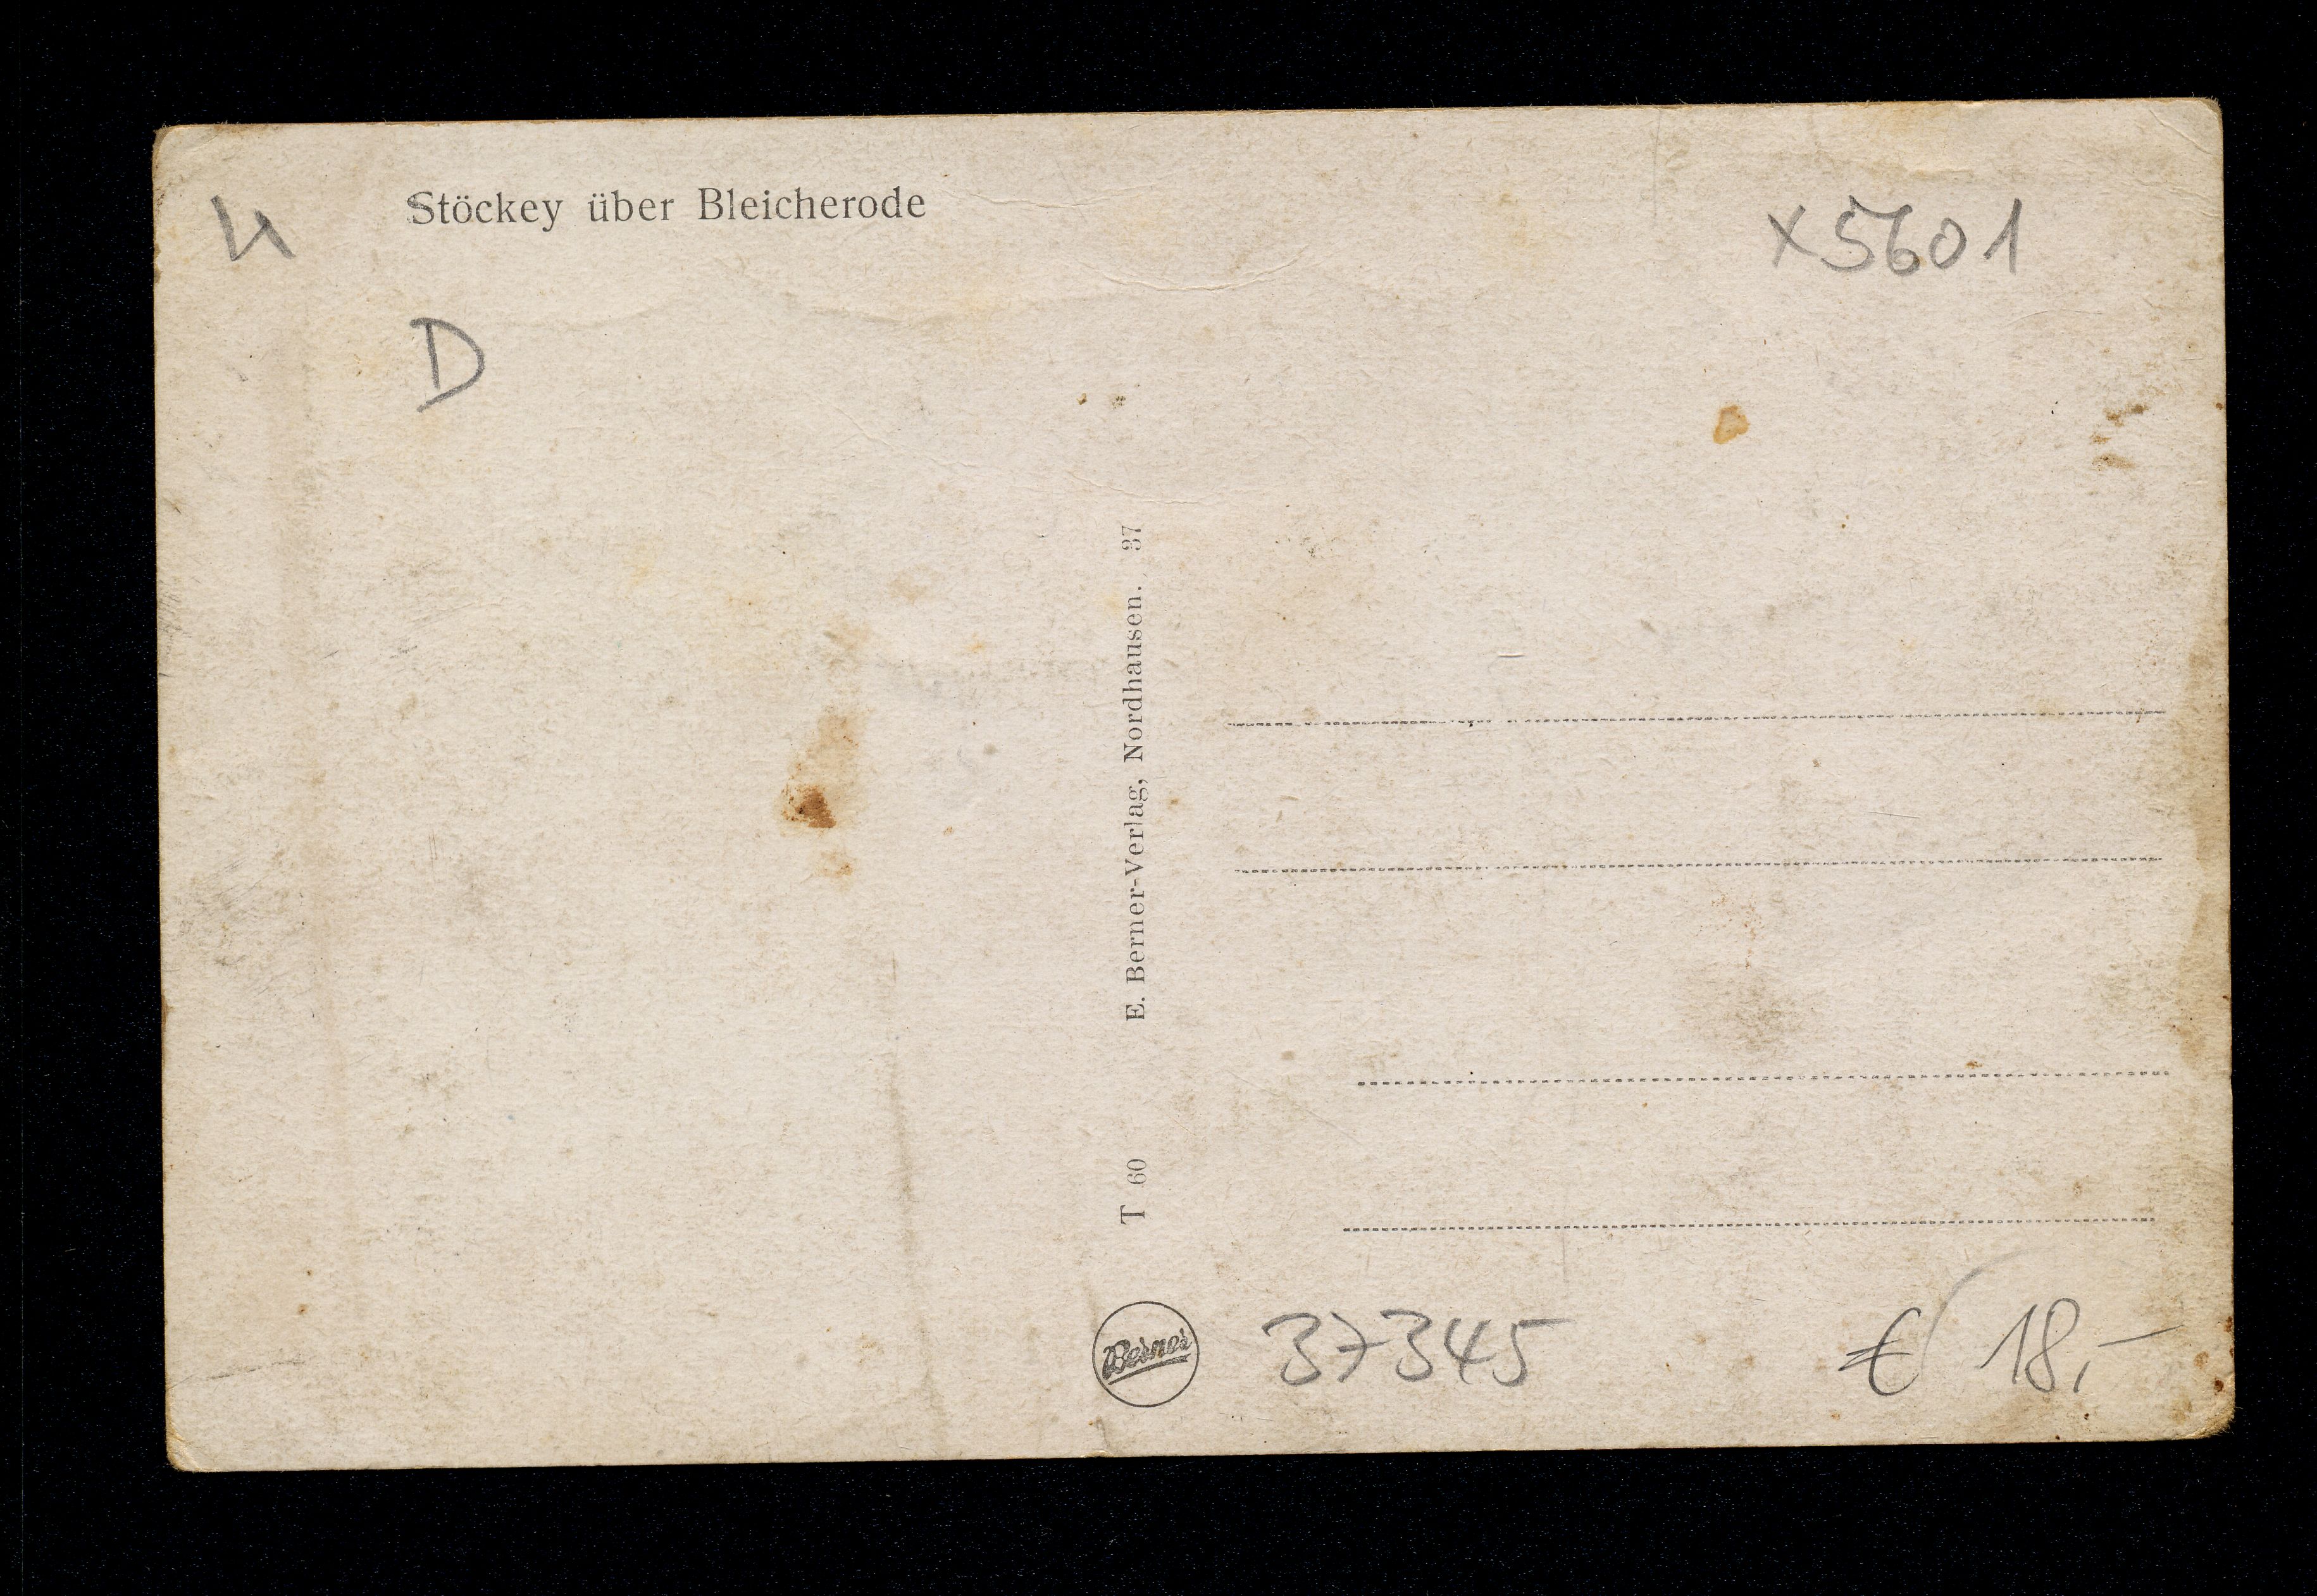 Stöckey über Bleicherode
x5601
D
T 60 E. Berner-Verlag, Nordhausen. 37
Berner
37345
€ 18,-